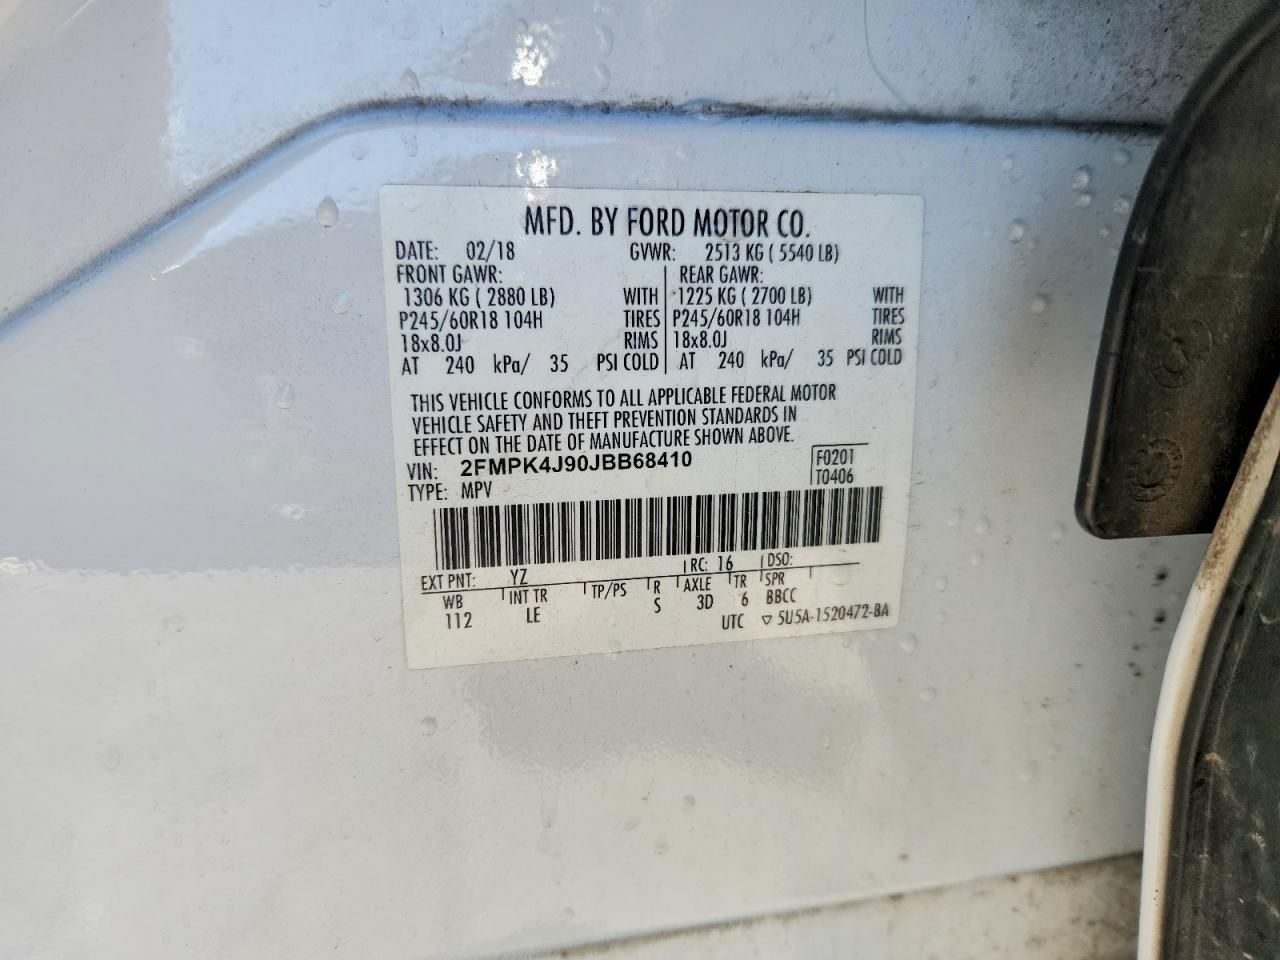 MFD. BY FORD MOTOR CO.
DATE: 02/18 GVWR: 2513 KG ( 5540 LB)
FRONT GAWR: REAR GAWR:
1306 KG ( 2880 LB) WITH 1225 KG ( 2700 LB) WITH
P245/60R18 104H TIRES P245/60R18 104H TIRES
18x8.0J RIMS 18x8.0J RIMS
AT 240 kPa/ 35 PSI COLD AT 240 kPa/ 35 PSI COLD
THIS VEHICLE CONFORMS TO ALL APPLICABLE FEDERAL MOTOR
VEHICLE SAFETY AND THEFT PREVENTION STANDARDS IN
EFFECT ON THE DATE OF MANUFACTURE SHOWN ABOVE.
VIN: 2FMPK4J90JBB68410 F0201
TYPE: MPV T0406
EXT PNT: YZ RC: 16 DSO:
WB INT TR TP/PS R AXLE TR SPR
112 LE S 3D 6 BBCC
UTC ▽ 5U5A-1520472-BA